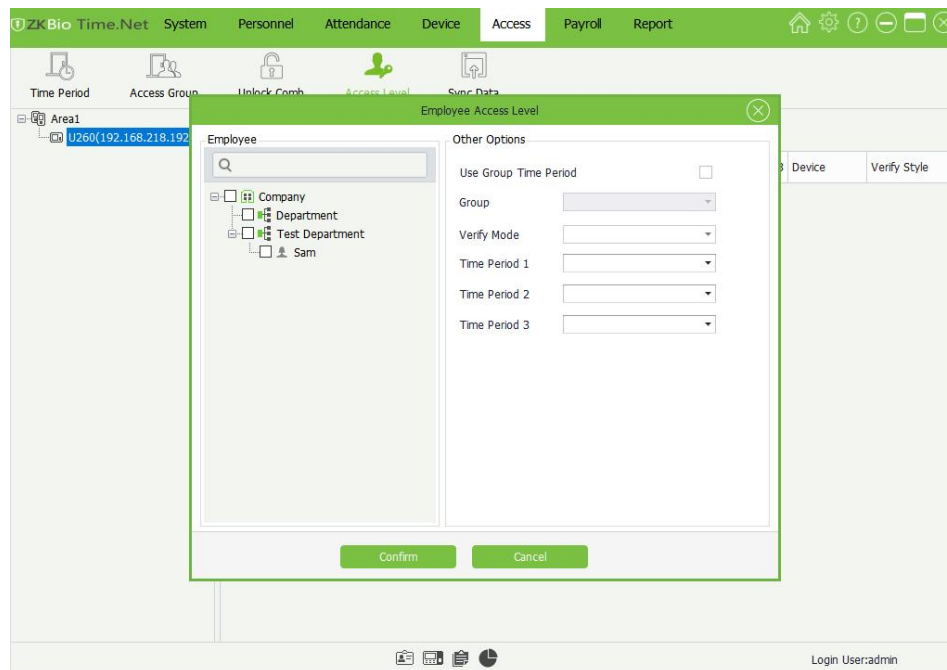 ZKBio Time.Net System Personnel Attendance Device Access Payroll Report
Time Period Access Group Unlock Comb Access Level Sync Data
Employee Access Level
Area1
U260(192.168.218.192
Employee
Company
Department
Test Department
Sam
Other Options
Use Group Time Period
Group
Verify Mode
Time Period 1
Time Period 2
Time Period 3
3 Device Verify Style
Confirm Cancel
Login User:admin